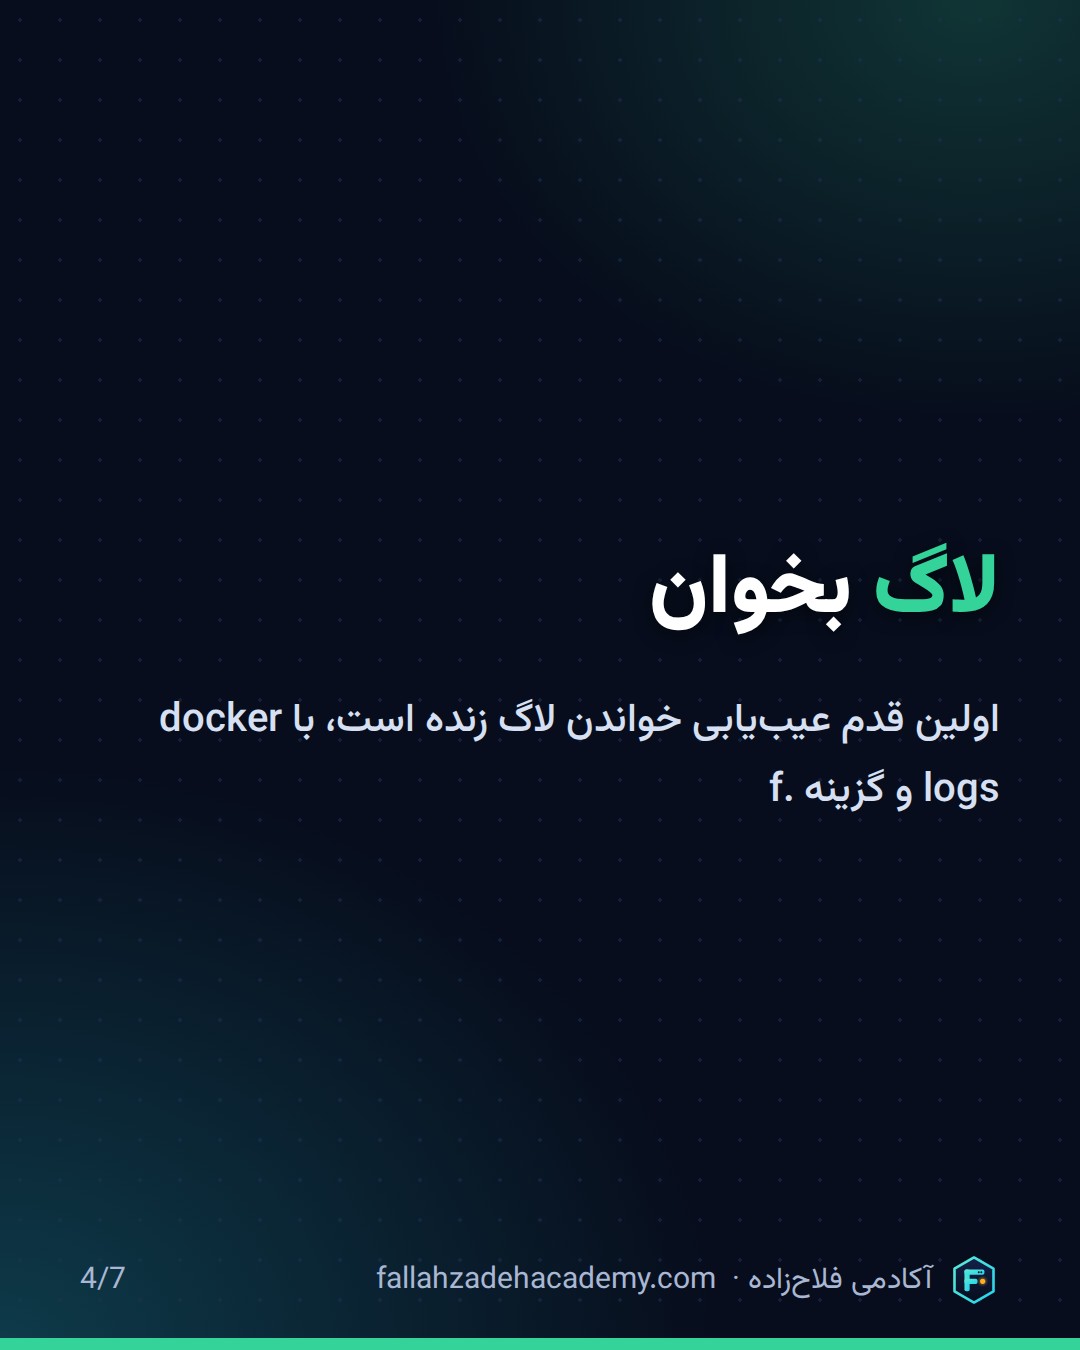 لاگ بخوان
اولین قدم عیب‌یابی خواندن لاگ زنده است، با docker
logs و گزینه .f
آکادمی فلاح‌زاده · fallahzadehacademy.com
4/7